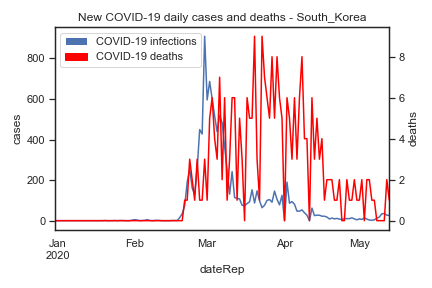 New COVID-19 daily cases and deaths - South_Korea
COVID-19 infections
COVID-19 deaths
cases
800
600
400
200
0
deaths
8
6
4
2
0
Jan
2020
Feb
Mar
Apr
May
dateRep